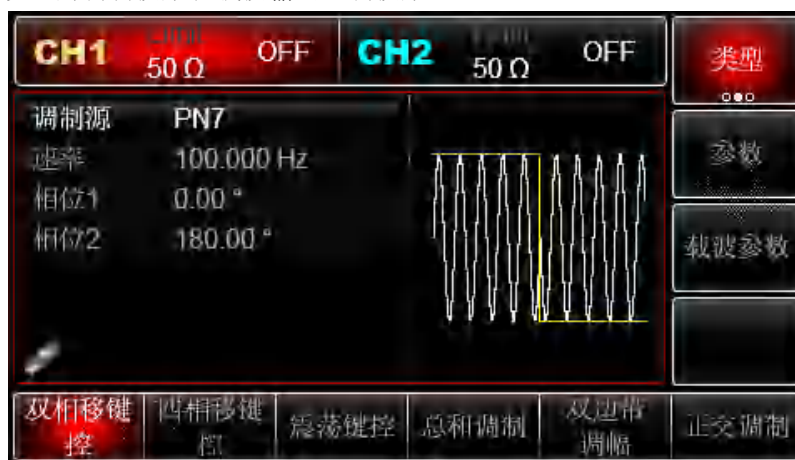 CH1
50 Ω
OFF
CH2
50 Ω
OFF
类型
调制源 PN7
速率 100.000 Hz
相位1 0.00 °
相位2 180.00 °
参数
载波参数
双相移键
控
四相移键
控
震荡键控
总和调制
双边带
调幅
正交调制